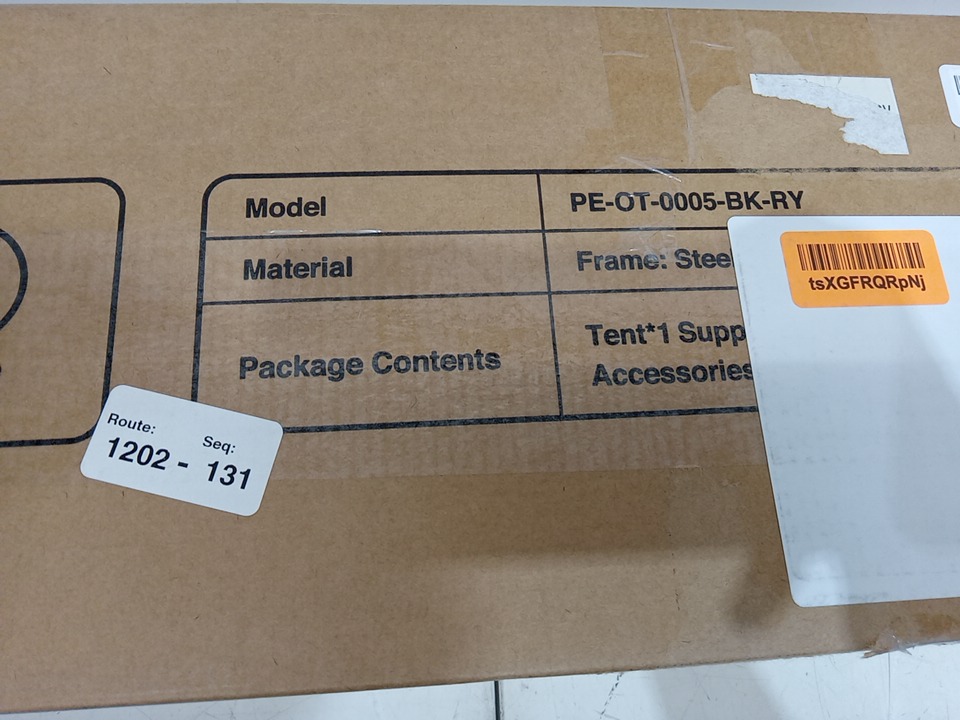 Model
PE-OT-0005-BK-RY
Material
Frame: Stee
Package Contents
Tent*1 Supp
Accessories
tsXGFRQRpNj
Route:
Seq:
1202 - 131